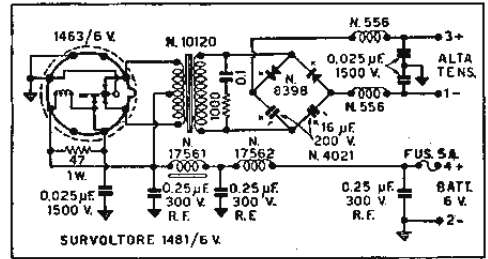 1463/6 V.
N. 10120
0.1
1000
N.
8398
N. 556
3+
0,025 µF.
1500 V.
ALTA
TENS.
1-
N. 556
16 µF.
200 V.
N. 4021
47
1 W.
N.
17561
N.
17562
FUS. 5A.
4+
0,025 µF.
1500 V.
0.25 µF.
300 V.
R.F.
0.25 µF.
300 V.
R.F.
0.25 µF.
300 V.
R.F.
BATT.
6 V.
2-
SURVOLTORE 1481/6 V.